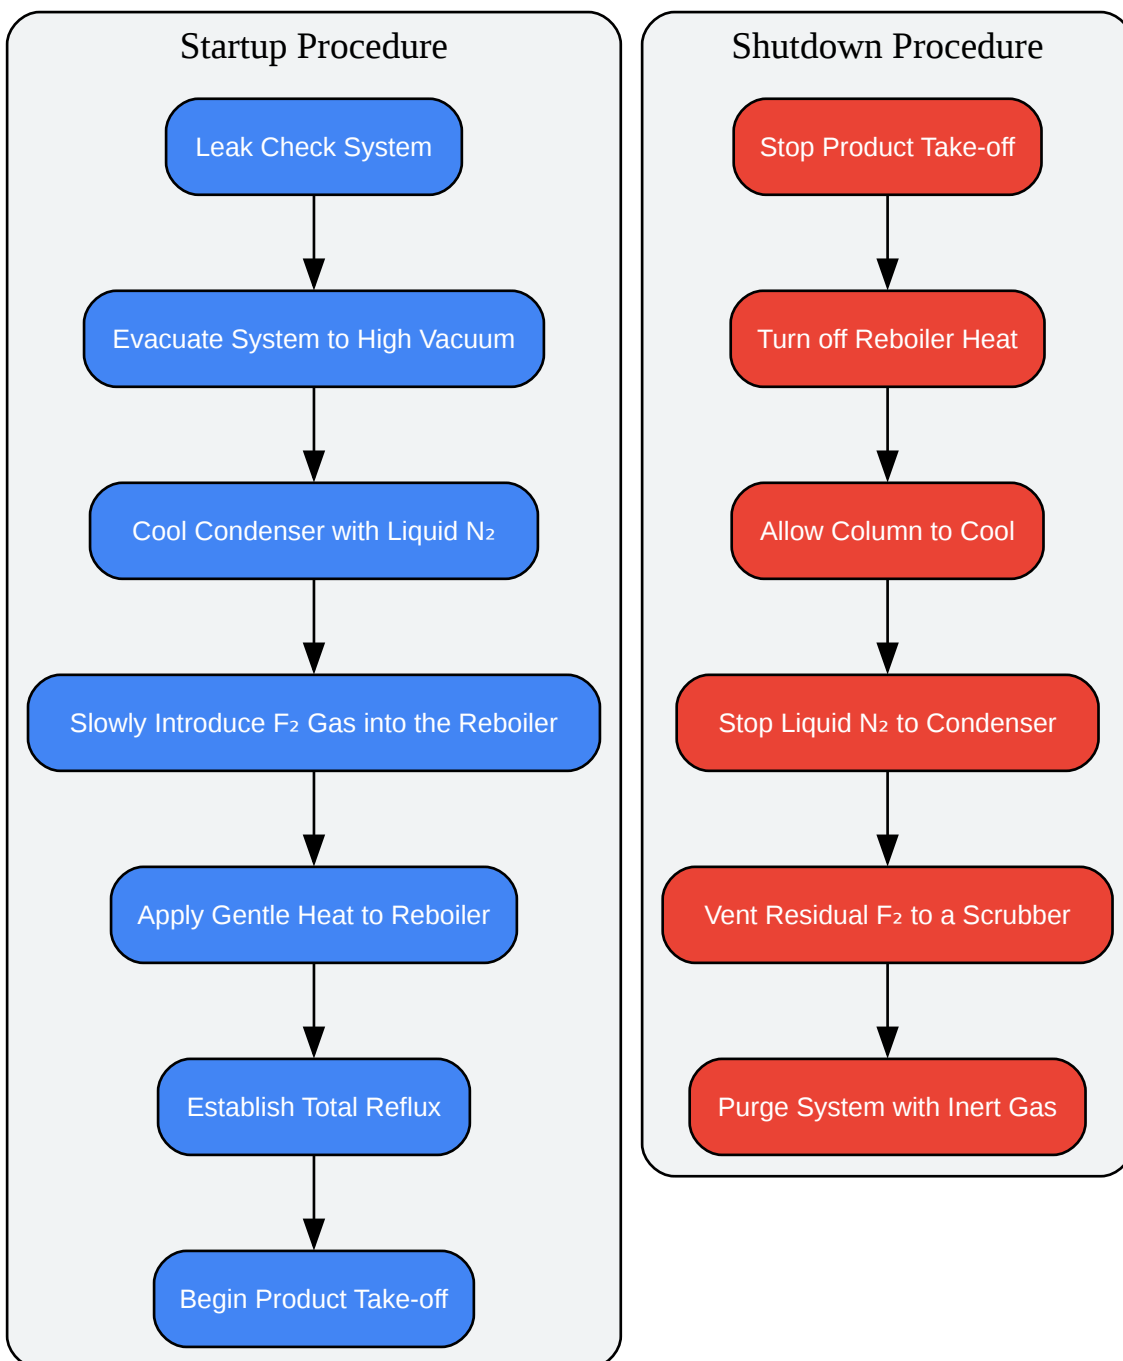 Startup Procedure
Leak Check System
Evacuate System to High Vacuum
Cool Condenser with Liquid N₂
Slowly Introduce F₂ Gas into the Reboiler
Apply Gentle Heat to Reboiler
Establish Total Reflux
Begin Product Take-off
Shutdown Procedure
Stop Product Take-off
Turn off Reboiler Heat
Allow Column to Cool
Stop Liquid N₂ to Condenser
Vent Residual F₂ to a Scrubber
Purge System with Inert Gas